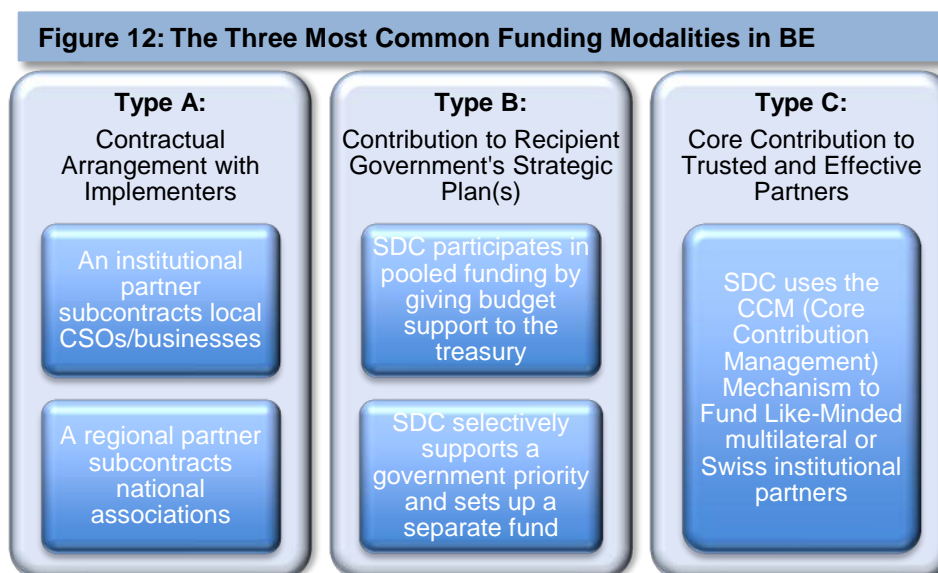 Figure 12: The Three Most Common Funding Modalities in BE
Type A:
Contractual
Arrangement with
Implementers
An institutional
partner
subcontracts local
CSOs/businesses
A regional partner
subcontracts
national
associations
Type B:
Contribution to Recipient
Government's Strategic
Plan(s)
SDC participates in
pooled funding by
giving budget
support to the
treasury
SDC selectively
supports a
government priority
and sets up a
separate fund
Type C:
Core Contribution to
Trusted and Effective
Partners
SDC uses the
CCM (Core
Contribution
Management)
Mechanism to
Fund Like-Minded
multilateral or
Swiss institutional
partners